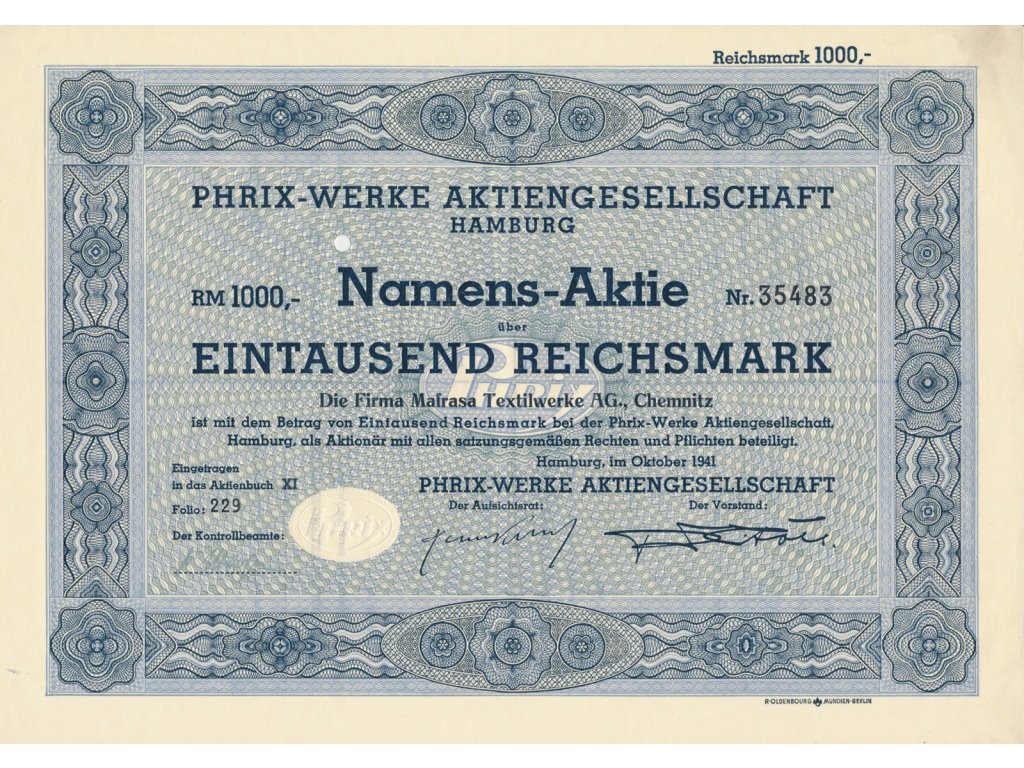 Reichsmark 1000,-
PHRIX-WERKE AKTIENGESELLSCHAFT
HAMBURG
RM 1000,- Namens-Aktie Nr. 35483
über
EINTAUSEND REICHSMARK
PHRIX
Die Firma Malrasa Textilwerke AG., Chemnitz
ist mit dem Betrag von Eintausend Reichsmark bei der Phrix-Werke Aktiengesellschaft,
Hamburg, als Aktionär mit allen satzungsgemäßen Rechten und Pflichten beteiligt.
Hamburg, im Oktober 1941
PHRIX-WERKE AKTIENGESELLSCHAFT
Der Aufsichtsrat: Der Vorstand:
Eingetragen
in das Aktienbuch XI
Folio: 229
Der Kontrollbeamte:
PHRIX
R·OLDENBOURG MÜNCHEN·BERLIN